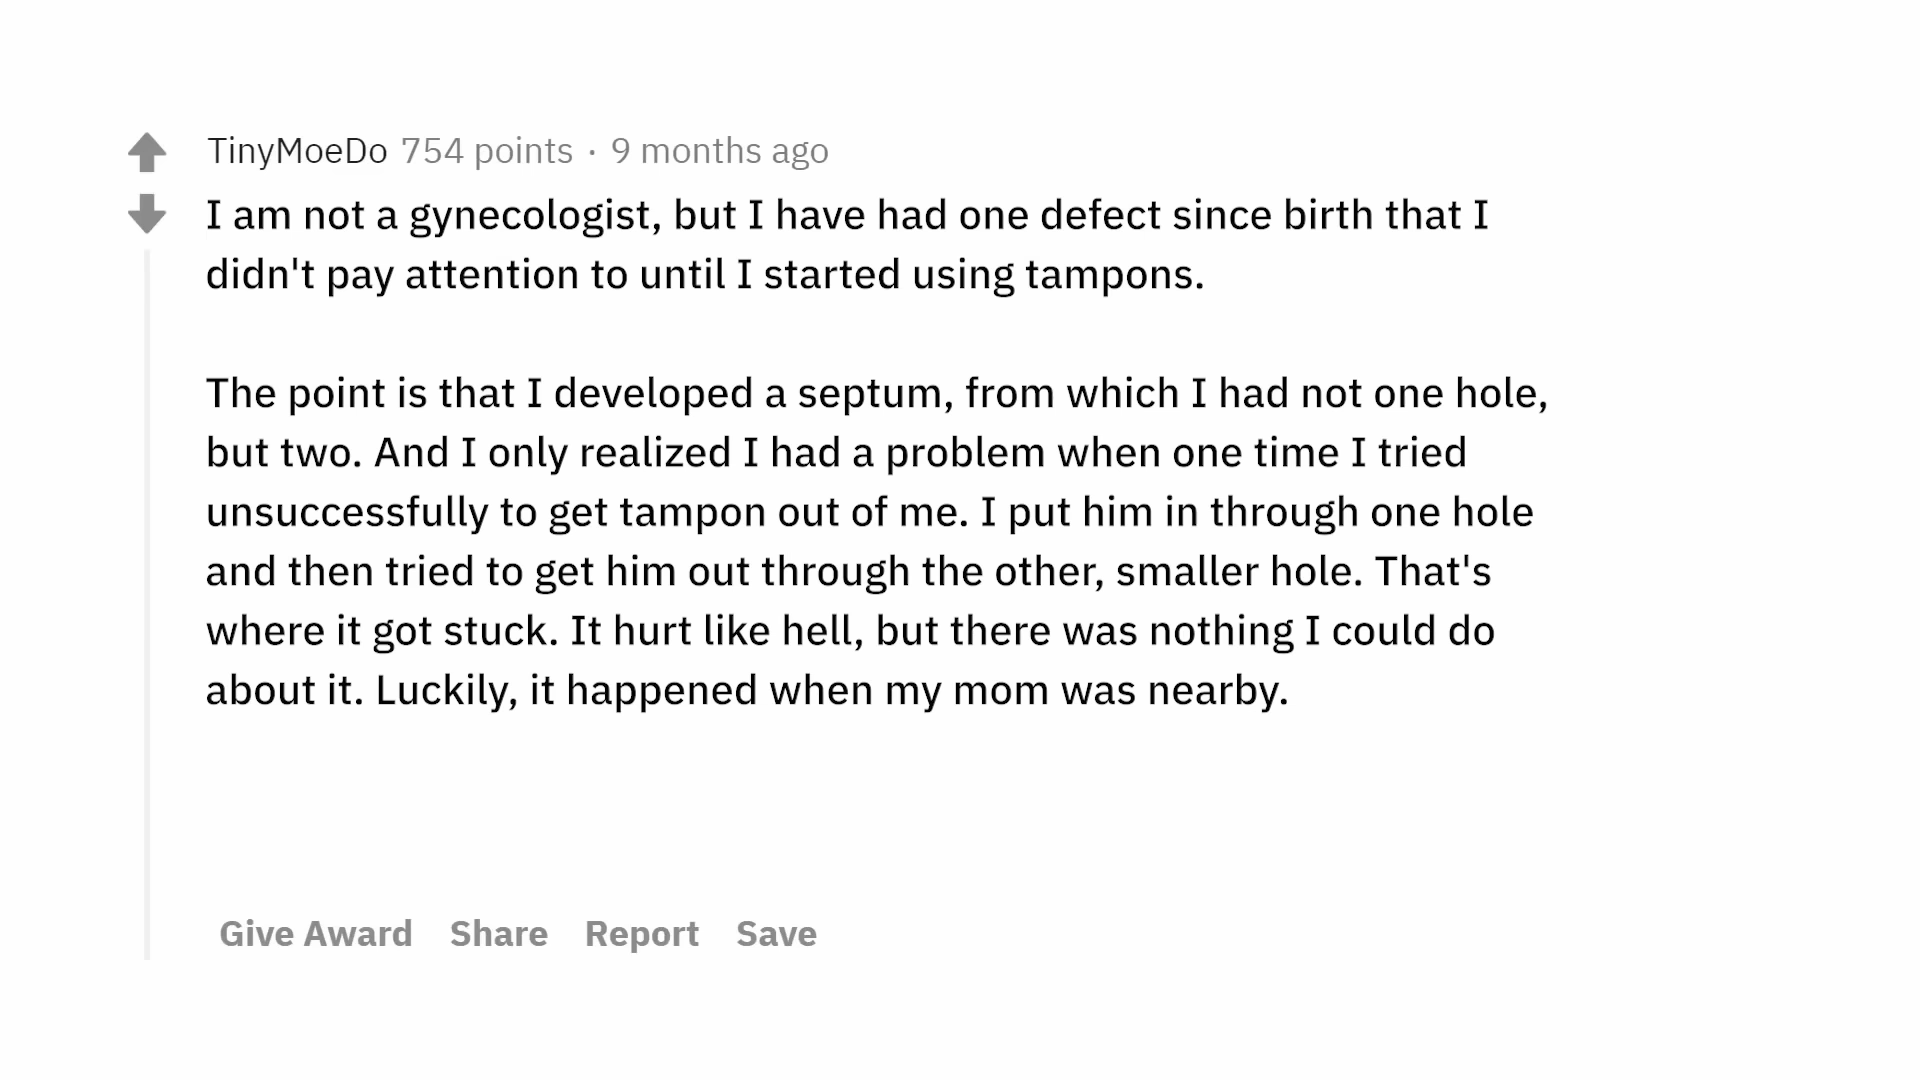 TinyMoeDo 754 points · 9 months ago
I am not a gynecologist, but I have had one defect since birth that I
didn't pay attention to until I started using tampons.
The point is that I developed a septum, from which I had not one hole,
but two. And I only realized I had a problem when one time I tried
unsuccessfully to get tampon out of me. I put him in through one hole
and then tried to get him out through the other, smaller hole. That's
where it got stuck. It hurt like hell, but there was nothing I could do
about it. Luckily, it happened when my mom was nearby.
Give Award Share Report Save